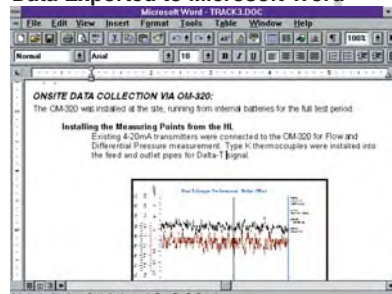 Data Exported to Microsoft Word
Microsoft Word - TRACK3.DOC
File Edit View Insert Format Tools Table Window Help
100%
Normal Arial 10 B I U
ONSITE DATA COLLECTION VIA OM-320:
The OM-320 was installed at the site, running from internal batteries for the full test period.
Installing the Measuring Points from the HL
Existing 4-20mA transmitters were connected to the OM-320 for Flow and
Differential Pressure measurement. Type K thermocouples were installed into
the feed and outlet pipes for Delta-T signal.